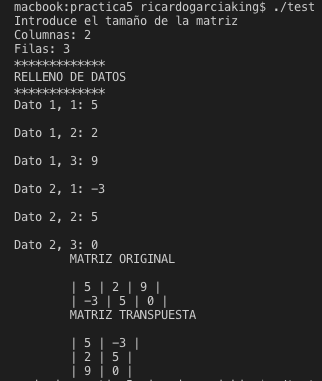 macbook:practica5 ricardogarciaking$ ./test
Introduce el tamaño de la matriz
Columnas: 2
Filas: 3
*************
RELLENO DE DATOS
*************
Dato 1, 1: 5
Dato 1, 2: 2
Dato 1, 3: 9
Dato 2, 1: -3
Dato 2, 2: 5
Dato 2, 3: 0
MATRIZ ORIGINAL
| 5 | 2 | 9 |
| -3 | 5 | 0 |
MATRIZ TRANSPUESTA
| 5 | -3 |
| 2 | 5 |
| 9 | 0 |